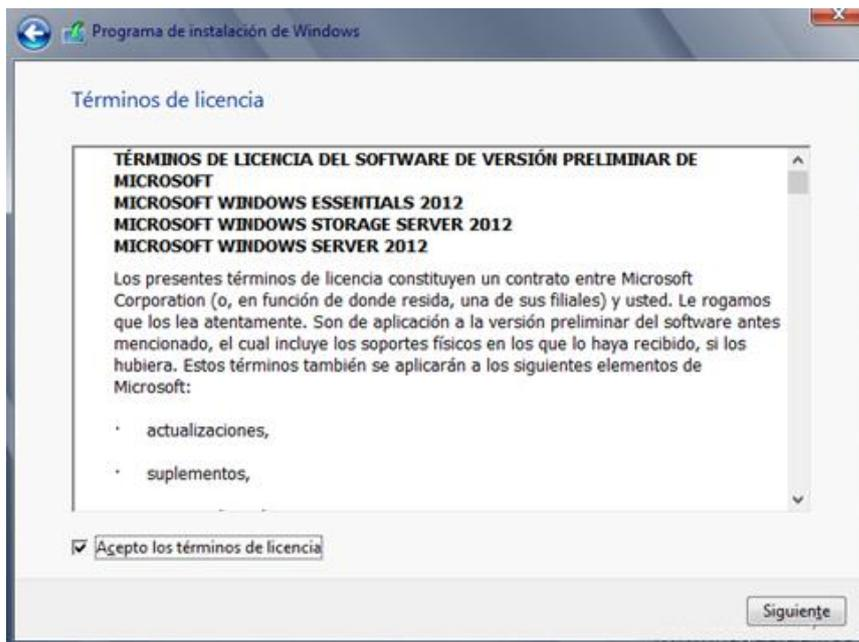 Programa de instalación de Windows
Términos de licencia
TÉRMINOS DE LICENCIA DEL SOFTWARE DE VERSIÓN PRELIMINAR DE
MICROSOFT
MICROSOFT WINDOWS ESSENTIALS 2012
MICROSOFT WINDOWS STORAGE SERVER 2012
MICROSOFT WINDOWS SERVER 2012
Los presentes términos de licencia constituyen un contrato entre Microsoft
Corporation (o, en función de donde resida, una de sus filiales) y usted. Le rogamos
que los lea atentamente. Son de aplicación a la versión preliminar del software antes
mencionado, el cual incluye los soportes físicos en los que lo haya recibido, si los
hubiera. Estos términos también se aplicarán a los siguientes elementos de
Microsoft:
· actualizaciones,
· suplementos,
Acepto los términos de licencia
Siguiente